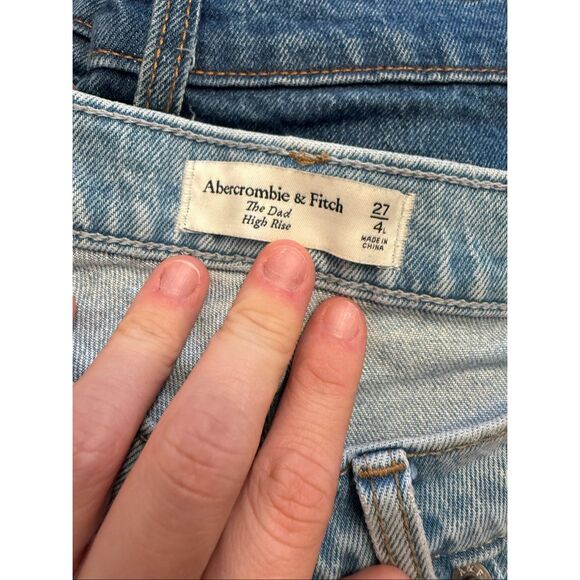 Abercrombie & Fitch
The Dad
High Rise
27
4L
MADE IN
CHINA